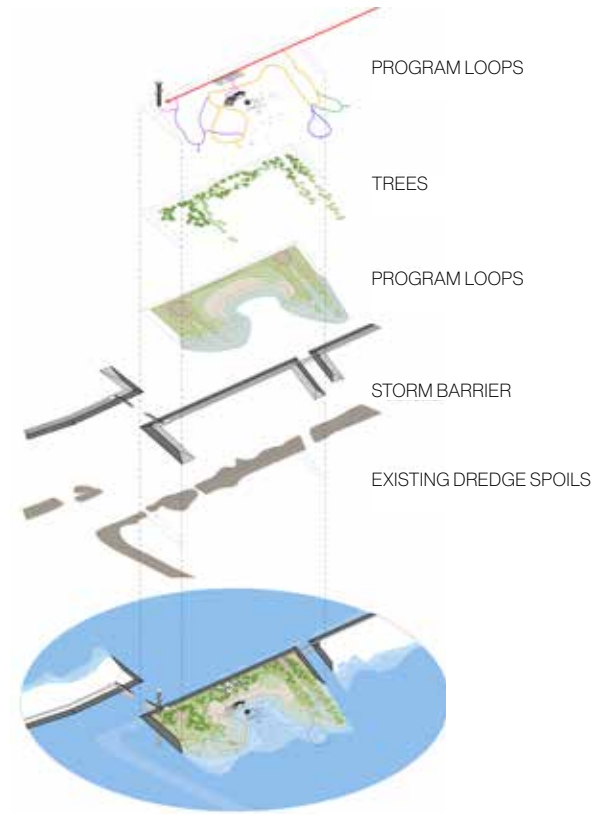 PROGRAM LOOPS
TREES
PROGRAM LOOPS
STORM BARRIER
EXISTING DREDGE SPOILS